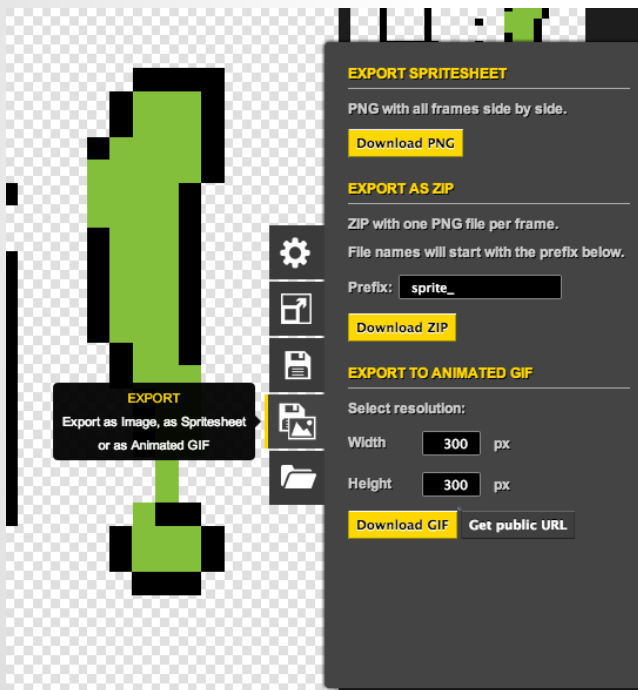 EXPORT SPRITESHEET
PNG with all frames side by side.
Download PNG
EXPORT AS ZIP
ZIP with one PNG file per frame.
File names will start with the prefix below.
Prefix: sprite_
Download ZIP
EXPORT TO ANIMATED GIF
Select resolution:
Width 300 px
Height 300 px
Download GIF Get public URL
EXPORT
Export as Image, as Spritesheet
or as Animated GIF